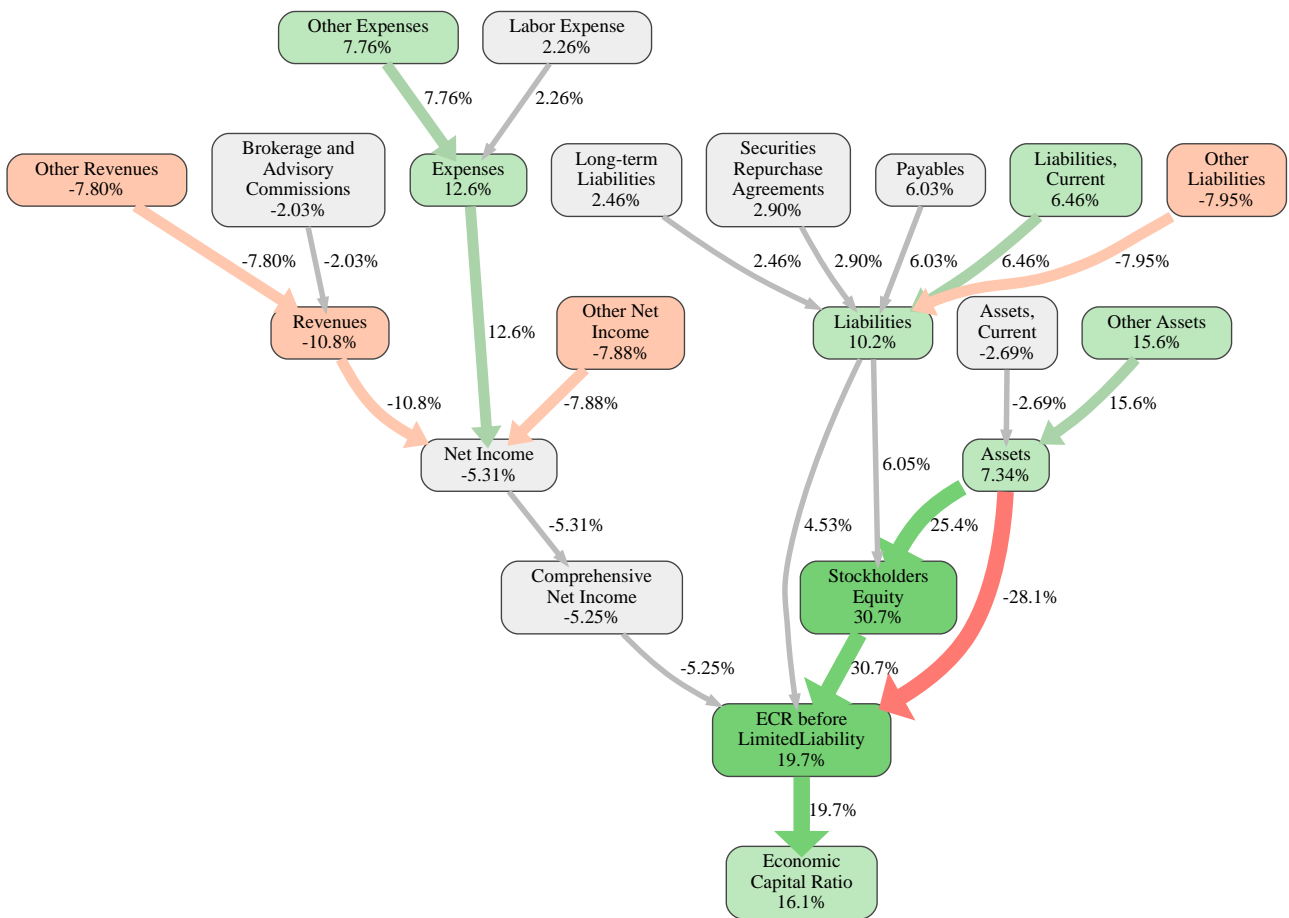 Other Expenses
7.76%
Labor Expense
2.26%
7.76%
2.26%
Other Revenues
-7.80%
Brokerage and
Advisory
Commissions
-2.03%
Expenses
12.6%
Long-term
Liabilities
2.46%
Securities
Repurchase
Agreements
2.90%
Payables
6.03%
Liabilities,
Current
6.46%
Other
Liabilities
-7.95%
-7.80%
-2.03%
2.46%
2.90%
6.03%
6.46%
-7.95%
Revenues
-10.8%
12.6%
Other Net
Income
-7.88%
Liabilities
10.2%
Assets,
Current
-2.69%
Other Assets
15.6%
-10.8%
-7.88%
-2.69%
15.6%
Net Income
-5.31%
6.05%
Assets
7.34%
-5.31%
4.53%
25.4%
Comprehensive
Net Income
-5.25%
Stockholders
Equity
30.7%
-28.1%
-5.25%
30.7%
ECR before
LimitedLiability
19.7%
19.7%
Economic
Capital Ratio
16.1%